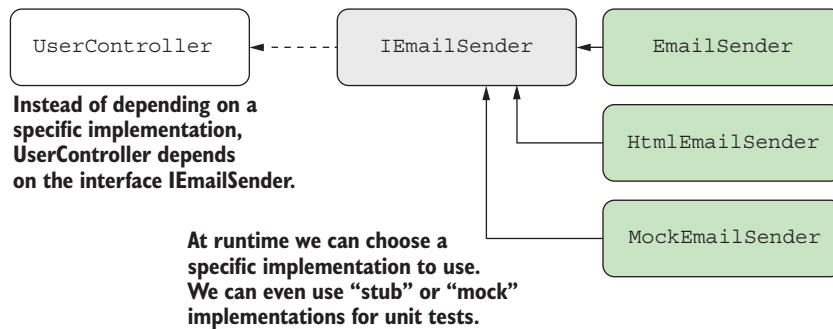 UserController
IEmailSender
EmailSender
Instead of depending on a
specific implementation,
UserController depends
on the interface IEmailSender.
HtmlEmailSender
MockEmailSender
At runtime we can choose a
specific implementation to use.
We can even use “stub” or “mock”
implementations for unit tests.